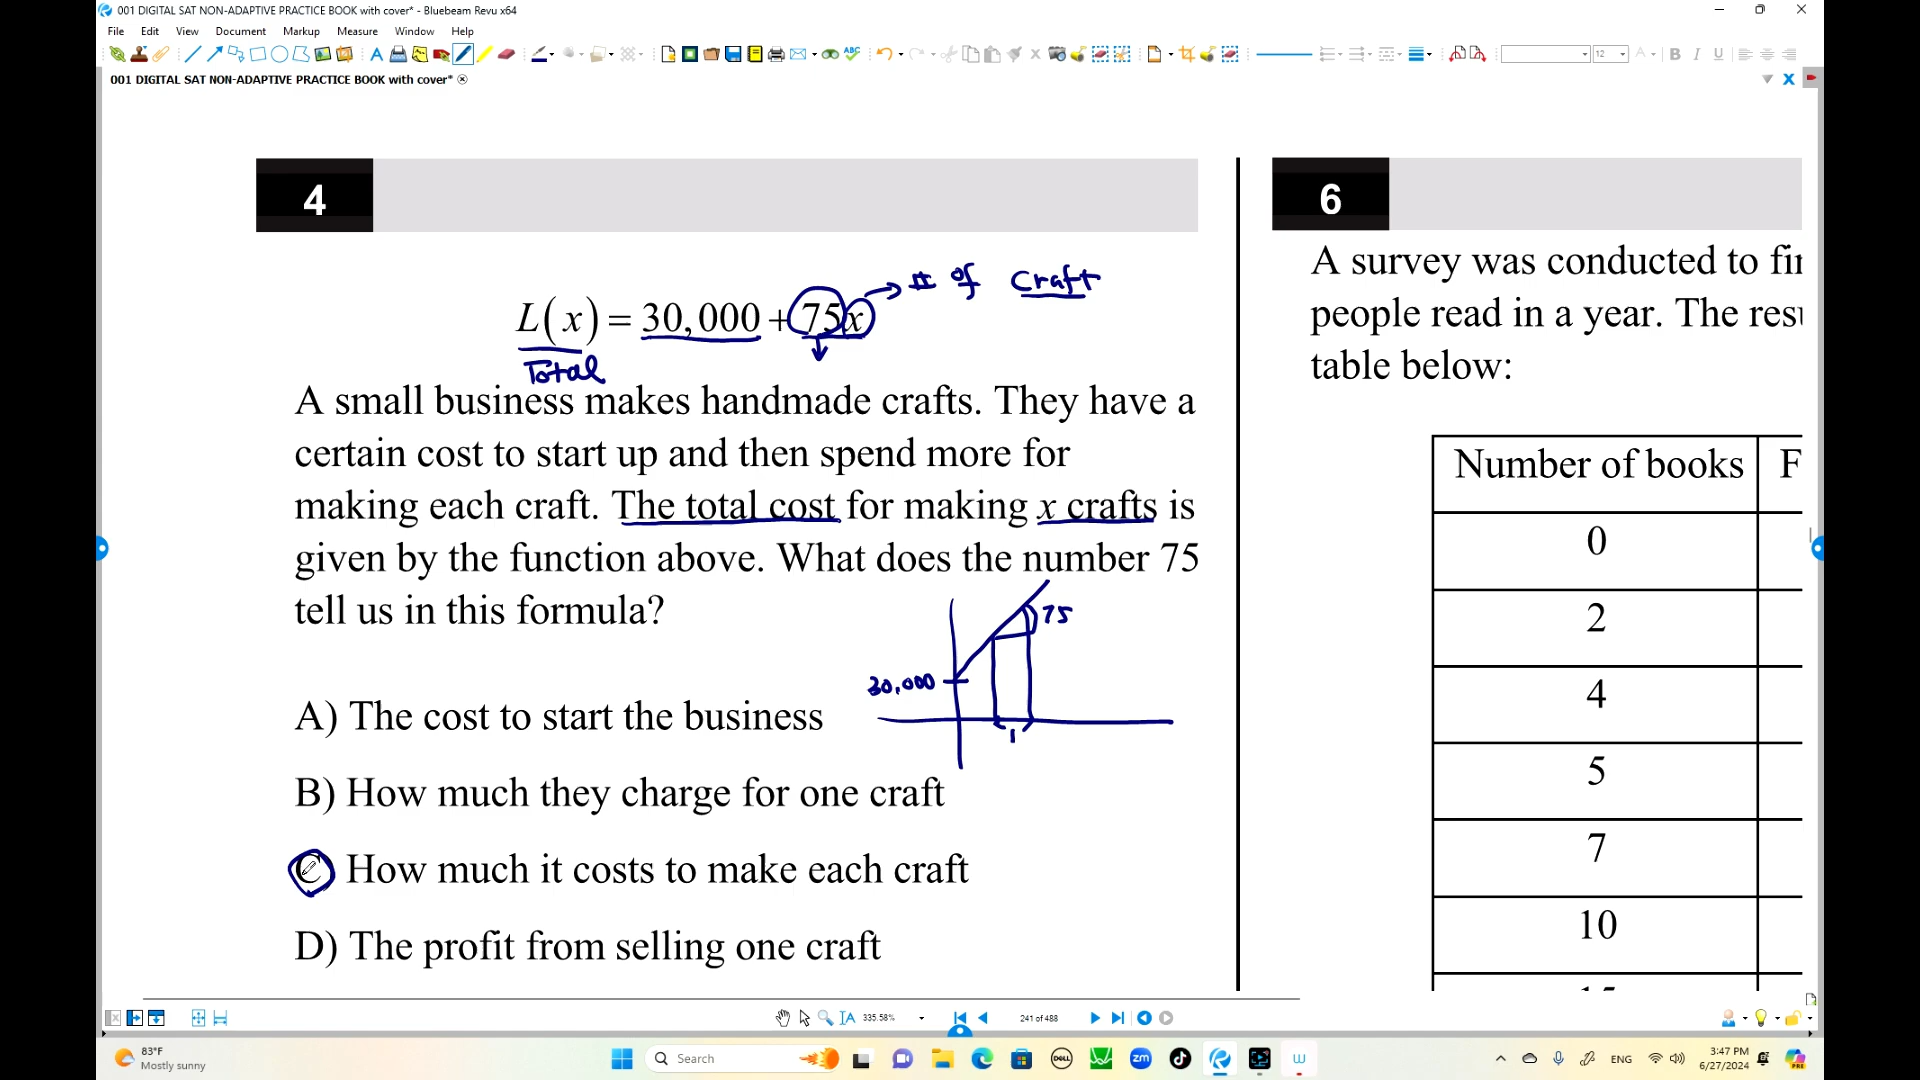 001 DIGITAL SAT NON-ADAPTIVE PRACTICE BOOK with cover* - Bluebeam Revu x64
File Edit View Document Markup Measure Window Help
12
001 DIGITAL SAT NON-ADAPTIVE PRACTICE BOOK with cover*
4
# of Craft
L(x) = 30,000 + 75x
Total
A small business makes handmade crafts. They have a
certain cost to start up and then spend more for
making each craft. The total cost for making x crafts is
given by the function above. What does the number 75
tell us in this formula?
75
30,000
1
A) The cost to start the business
B) How much they charge for one craft
C) How much it costs to make each craft
D) The profit from selling one craft
6
A survey was conducted to fin
people read in a year. The resu
table below:
Number of books F
0
2
4
5
7
10
335.58%
241 of 488
83°F
Mostly sunny
Search
DELL
zm
ENG
3:47 PM
6/27/2024